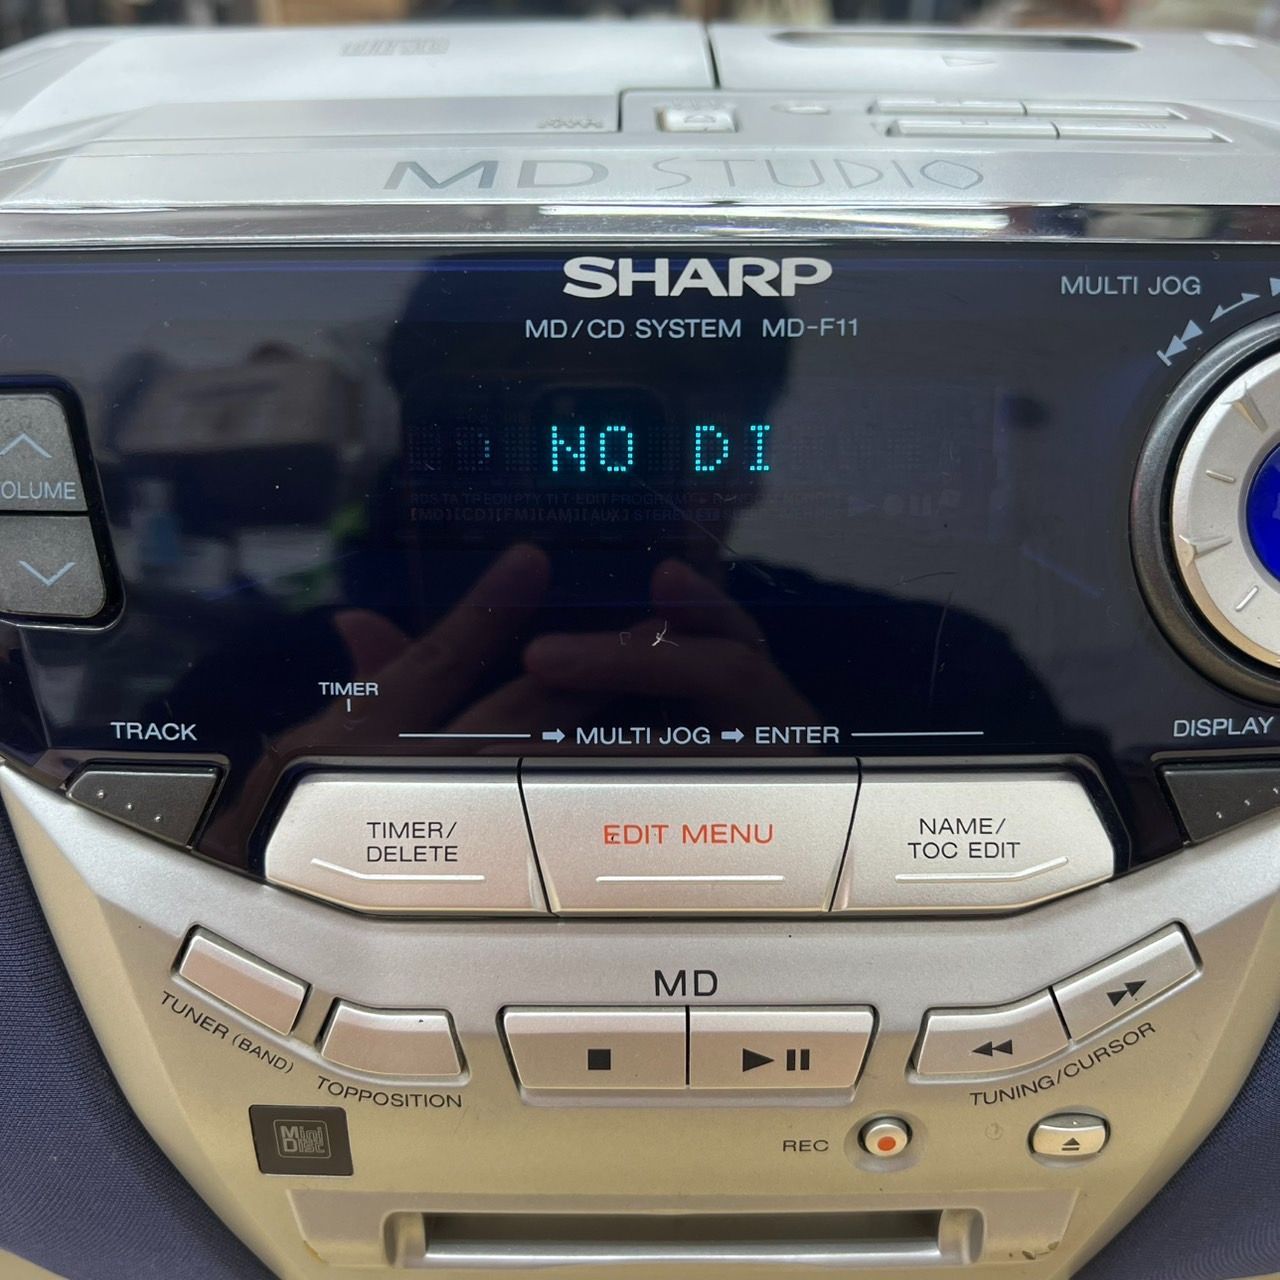 MD STUDIO
SHARP
MD/CD SYSTEM MD-F11
MULTI JOG
NO DI
VOLUME
TIMER
TRACK
MULTI JOG ➡ ENTER
DISPLAY
TIMER/
DELETE
EDIT MENU
NAME/
TOC EDIT
MD
TUNER (BAND)
TOPPOSITION
TUNING/CURSOR
Mini
Disc
REC